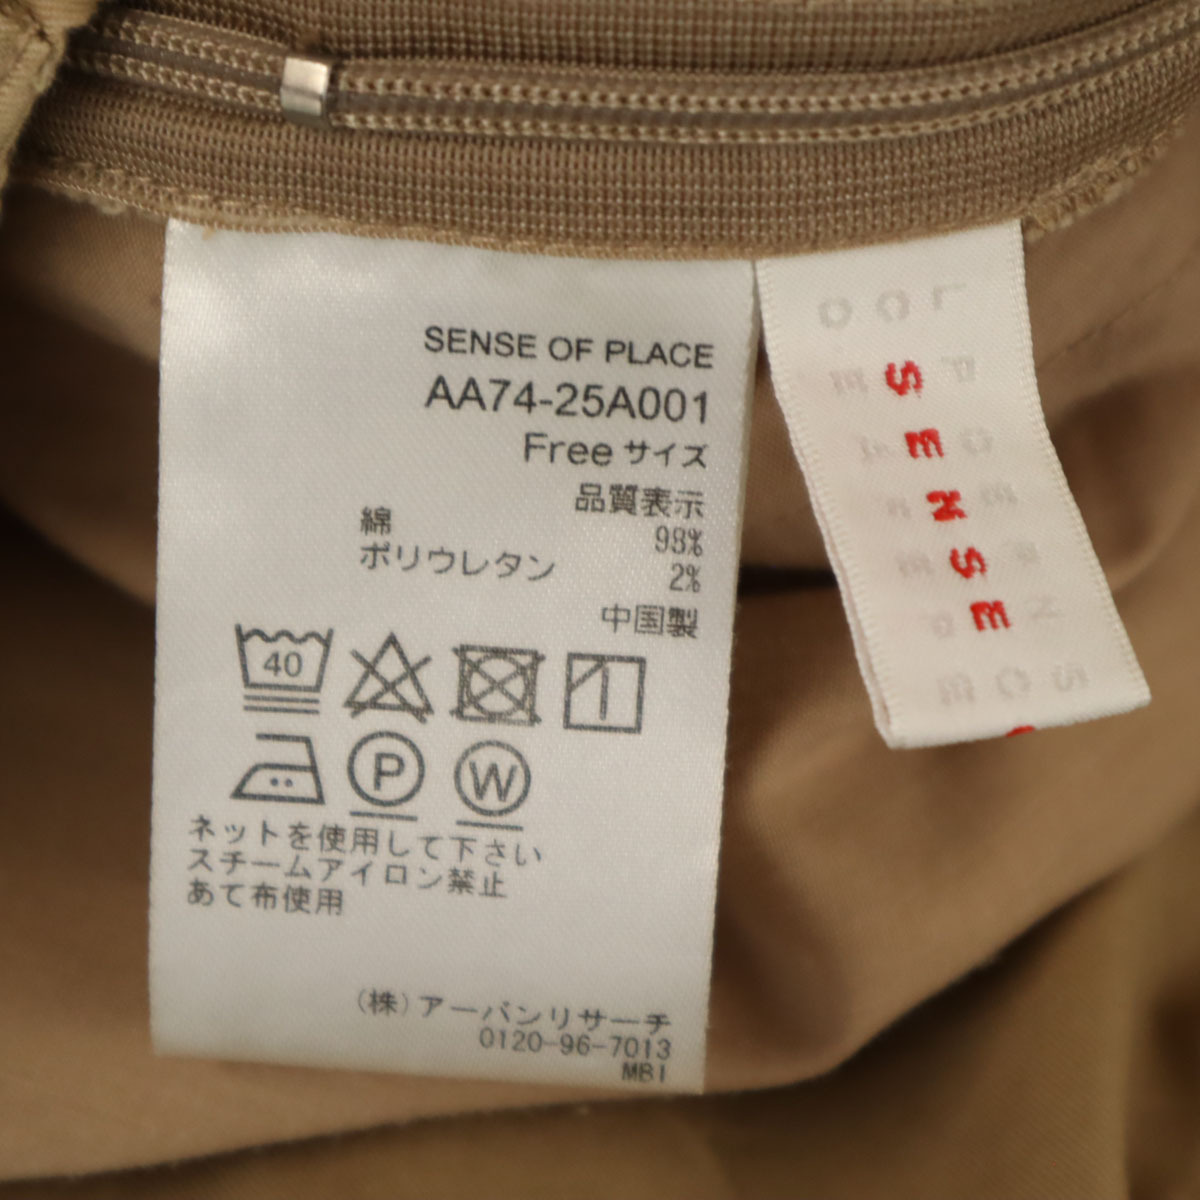 SENSE OF PLACE
AA74-25A001
Free サイズ
品質表示
綿 98%
ポリウレタン 2%
中国製
40
P W
ネットを使用して下さい
スチームアイロン禁止
あて布使用
(株)アーバンリサーチ
0120-96-7013
MBI
SENSE